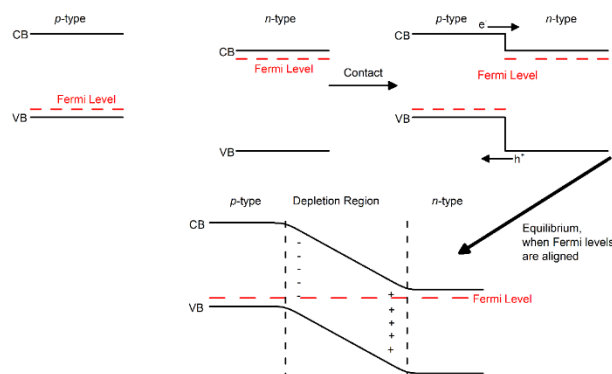 p-type
CB
Fermi Level
VB
n-type
CB
Fermi Level
VB
Contact
p-type
e-
n-type
CB
Fermi Level
VB
h+
p-type
Depletion Region
n-type
CB
- - - - -
Fermi Level
VB
+ + + + +
Equilibrium,
when Fermi levels
are aligned